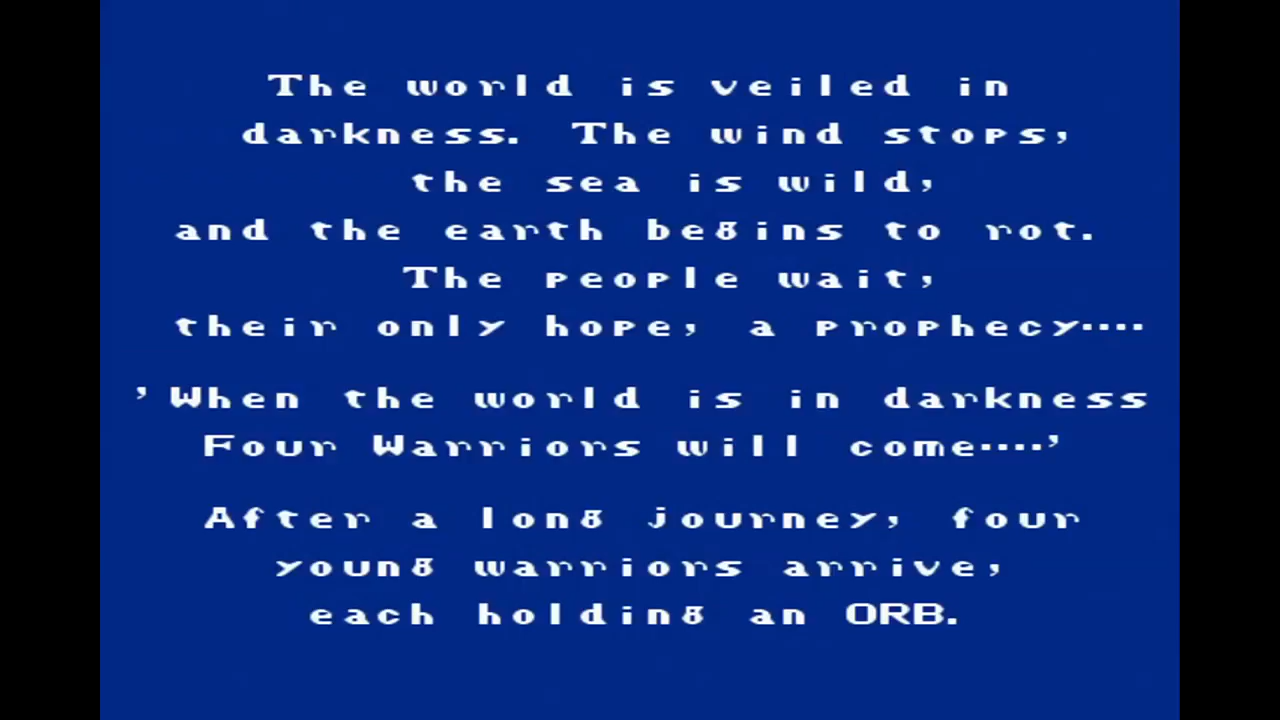 The world is veiled in
darkness. The wind stops,
the sea is wild,
and the earth begins to rot.
The people wait,
their only hope, a prophecy....
'When the world is in darkness
Four Warriors will come....'
After a long journey, four
young warriors arrive,
each holding an ORB.